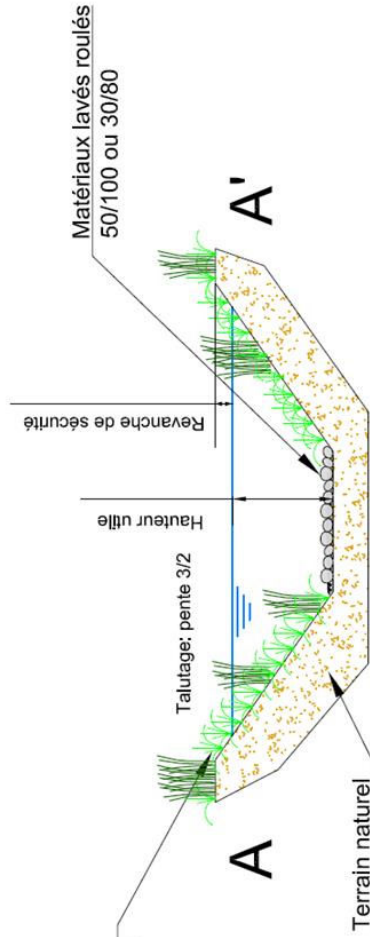 Matériaux lavés roulés
50/100 ou 30/80
Revanche de sécurité
Hauteur utile
Talutage: pente 3/2
A
A'
Terrain naturel